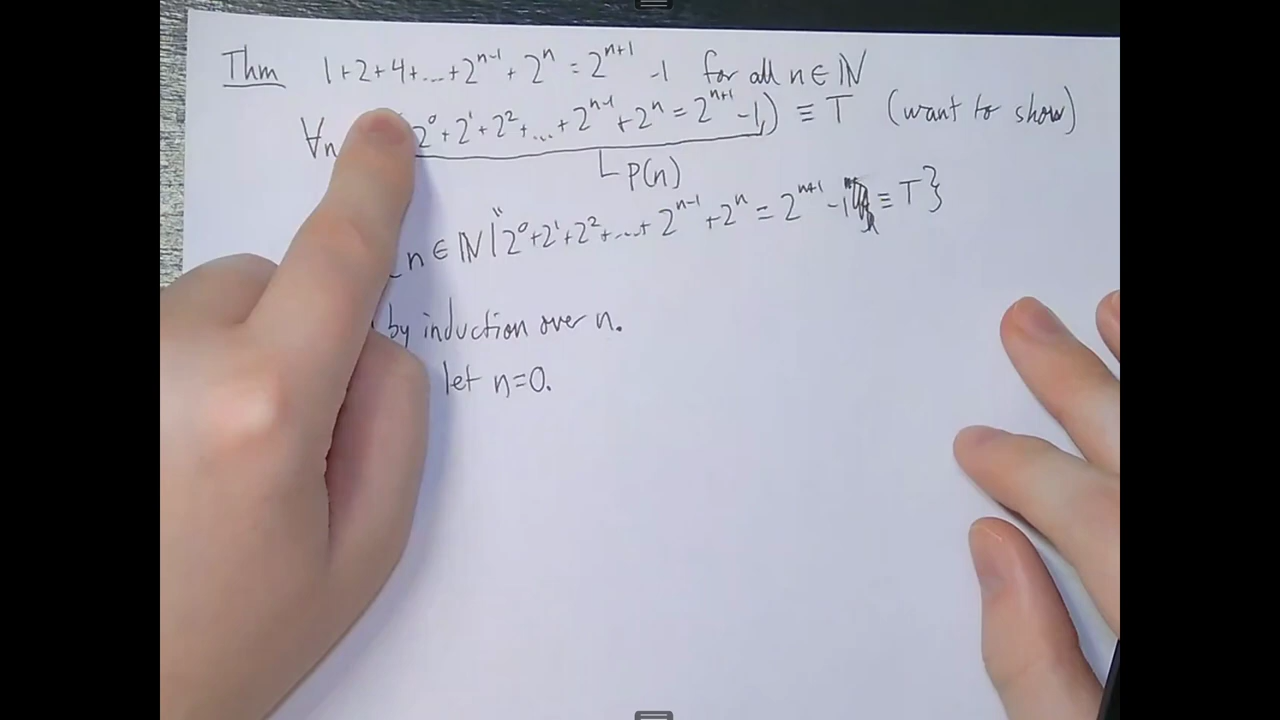 Thm 1+2+4+...+2^{n-1}+2^n = 2^{n+1} -1 for all n ∈ ℕ
∀n 2^0+2^1+2^2+...+2^{n-1}+2^n = 2^{n+1} -1) ≡ T (want to show)
P(n)
n ∈ ℕ | "2^0+2^1+2^2+...+2^{n-1}+2^n = 2^{n+1} -1 ≡ T}
by induction over n.
let n=0.